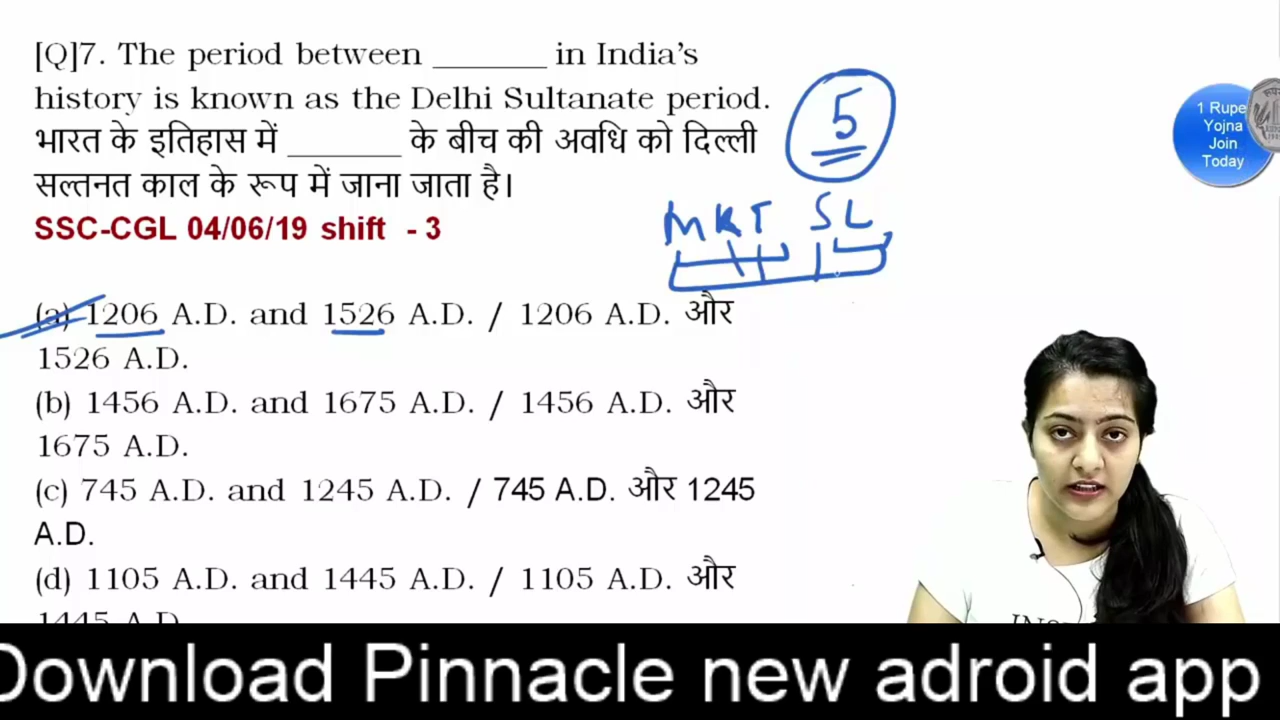 [Q]7. The period between _______ in India's
history is known as the Delhi Sultanate period.
भारत के इतिहास में _______ के बीच की अवधि को दिल्ली
सल्तनत काल के रूप में जाना जाता है।
SSC-CGL 04/06/19 shift - 3
5
M K T S L
1 Rupe
Yojna
Join
Today
(a) 1206 A.D. and 1526 A.D. / 1206 A.D. और
1526 A.D.
(b) 1456 A.D. and 1675 A.D. / 1456 A.D. और
1675 A.D.
(c) 745 A.D. and 1245 A.D. / 745 A.D. और 1245
A.D.
(d) 1105 A.D. and 1445 A.D. / 1105 A.D. और
1445 A.D.
Download Pinnacle new adroid app